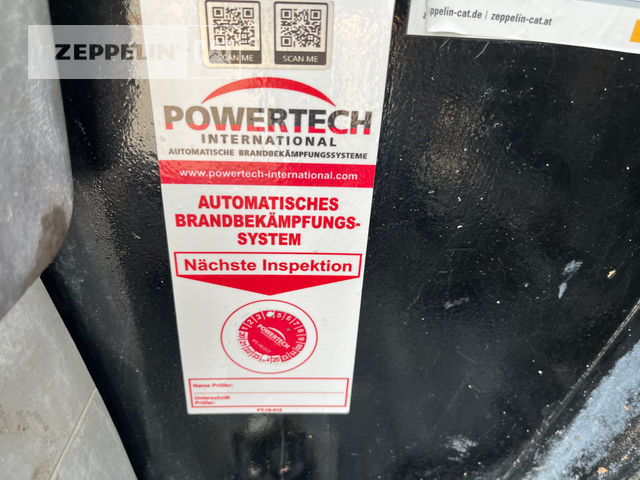 ZEPPELIN
zeppelin-cat.de | zeppelin-cat.at
SCAN ME
SCAN ME
POWERTECH
INTERNATIONAL
AUTOMATISCHE BRANDBEKÄMPFUNGSSYSTEME
www.powertech-international.com
AUTOMATISCHES
BRANDBEKÄMPFUNGS-
SYSTEM
Nächste Inspektion
POWERTECH
Name Prüfer:
Unterschrift
Prüfer: